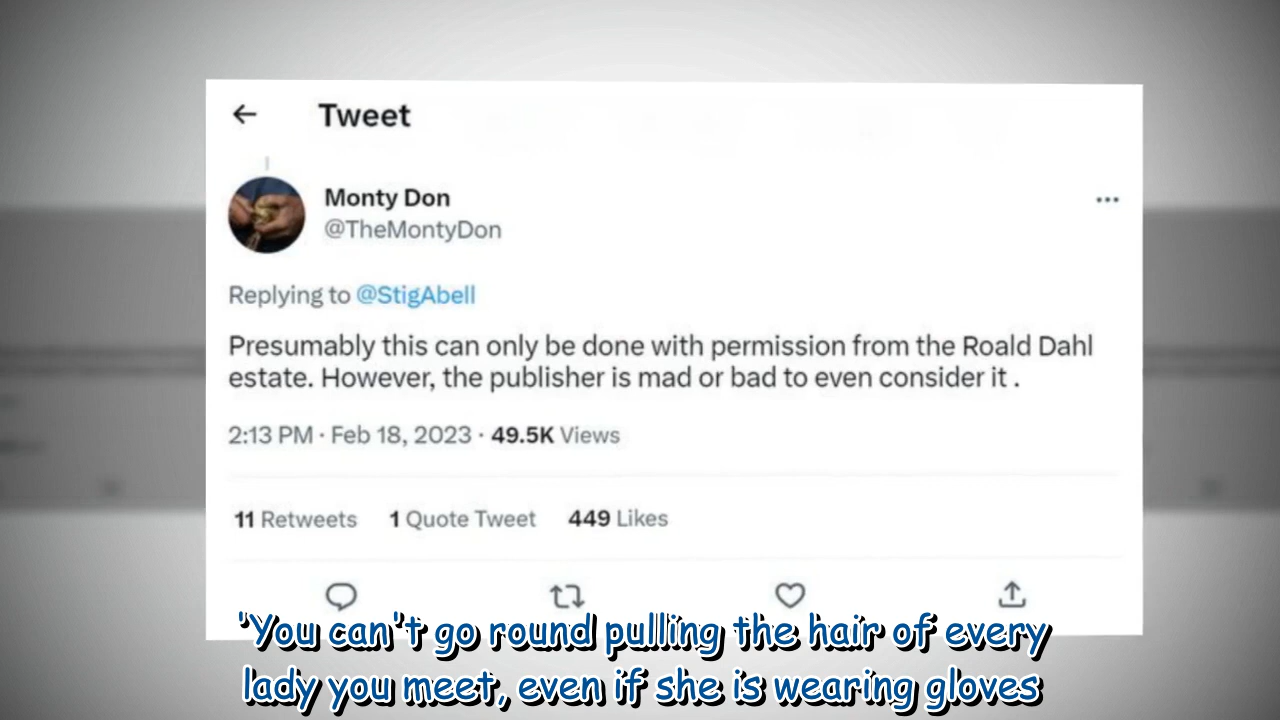 Tweet
Monty Don
@TheMontyDon
Replying to @StigAbell
Presumably this can only be done with permission from the Roald Dahl
estate. However, the publisher is mad or bad to even consider it .
2:13 PM · Feb 18, 2023 · 49.5K Views
11 Retweets 1 Quote Tweet 449 Likes
'You can't go round pulling the hair of every
lady you meet, even if she is wearing gloves